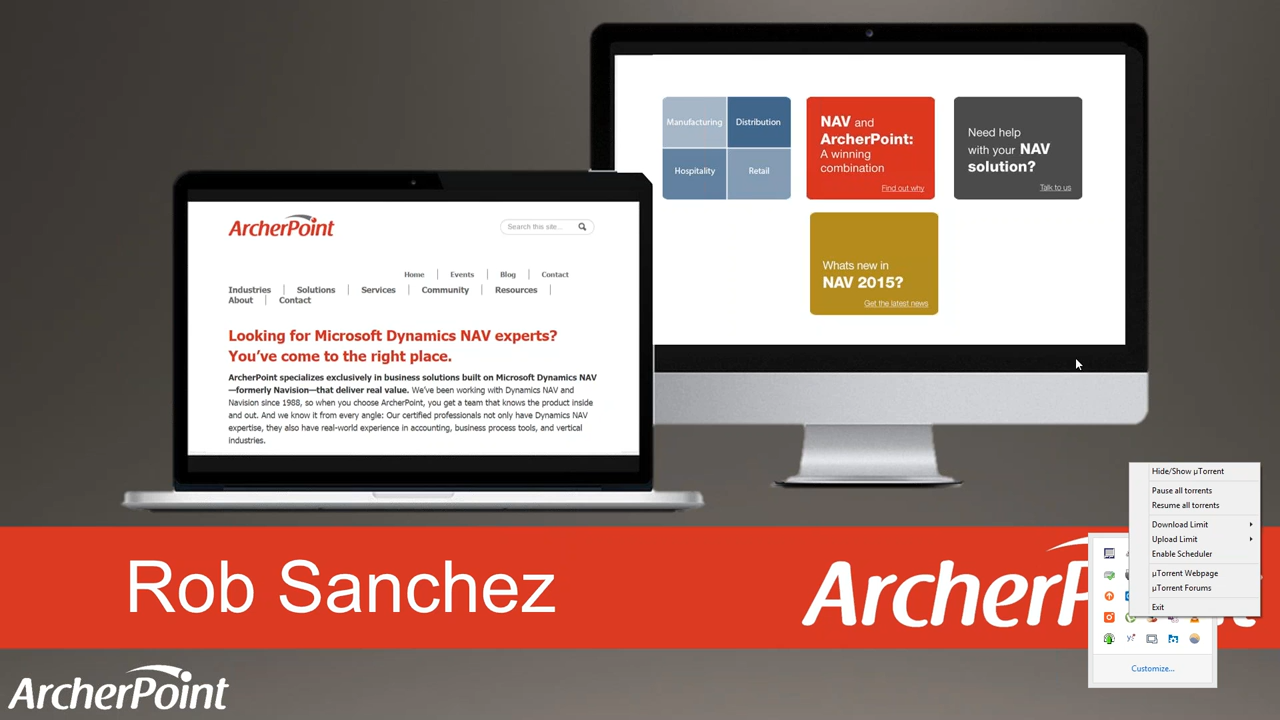 Manufacturing
Distribution
Hospitality
Retail
NAV and
ArcherPoint:
A winning
combination
Find out why
Need help
with your NAV
solution?
Talk to us
Whats new in
NAV 2015?
Get the latest news
ArcherPoint
Search this site...
Home
Events
Blog
Contact
Industries
Solutions
Services
Community
Resources
About
Contact
Looking for Microsoft Dynamics NAV experts?
You've come to the right place.
ArcherPoint specializes exclusively in business solutions built on Microsoft Dynamics NAV
—formerly Navision—that deliver real value. We've been working with Dynamics NAV and
Navision since 1988, so when you choose ArcherPoint, you get a team that knows the product inside
and out. And we know it from every angle: Our certified professionals not only have Dynamics NAV
expertise, they also have real-world experience in accounting, business process tools, and vertical
industries.
Hide/Show µTorrent
Pause all torrents
Resume all torrents
Download Limit
Upload Limit
Enable Scheduler
µTorrent Webpage
µTorrent Forums
Exit
Customize...
Rob Sanchez
ArcherP
ArcherPoint